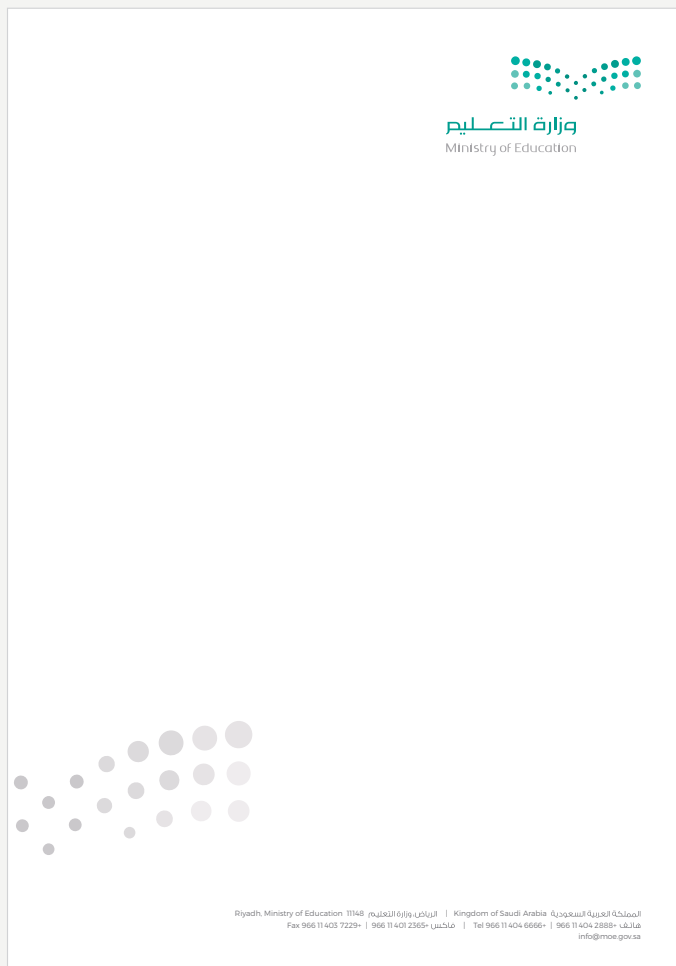 وزارة التعليم
Ministry of Education
Riyadh, Ministry of Education 11148 الرياض، وزارة التعليم | Kingdom of Saudi Arabia المملكة العربية السعودية
Fax 966 11 403 7229+ | 966 11 401 2365+ فاكس | Tel 966 11 404 6666+ | 966 11 404 2888+ هاتف
info@moe.gov.sa